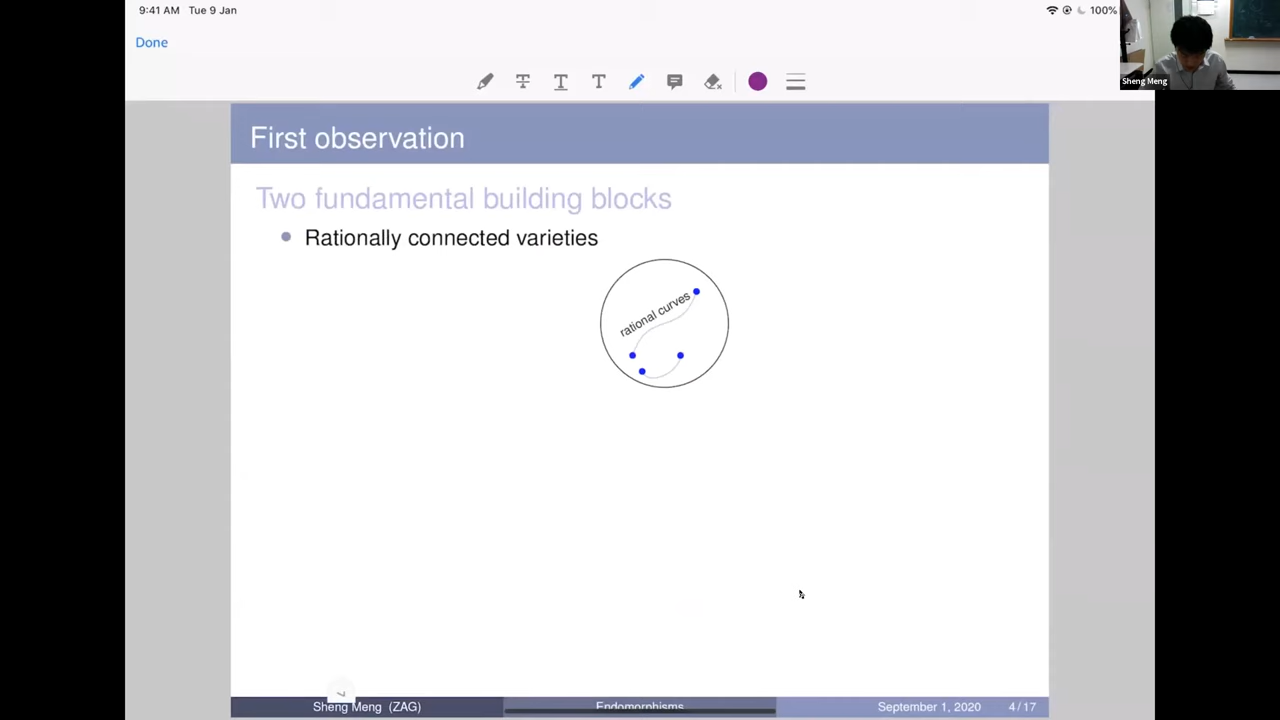 9:41 AM Tue 9 Jan
100%
Done
Sheng Meng
First observation
Two fundamental building blocks
Rationally connected varieties
rational curves
Sheng Meng (ZAG)
Endomorphisms
September 1, 2020
4 / 17